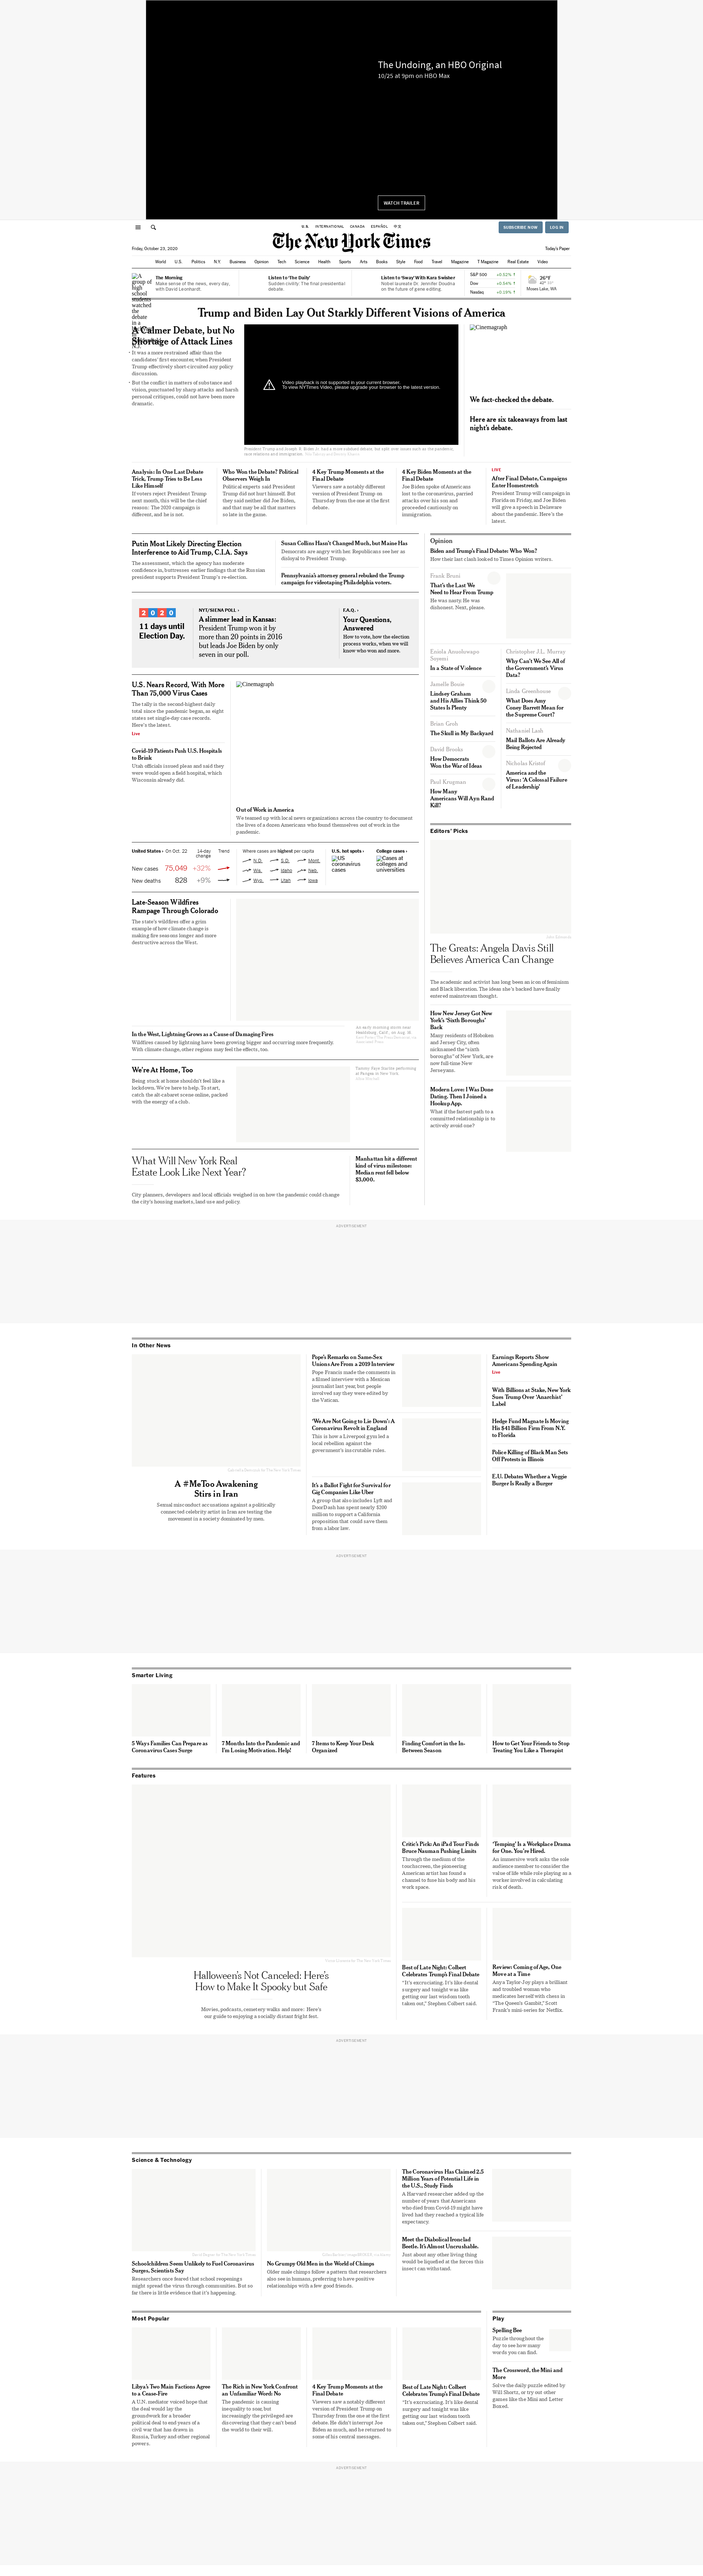 The Undoing, an HBO Original
10/25 at 9pm on HBO Max
WATCH TRAILER
U.S. INTERNATIONAL CANADA ESPAÑOL 中文
SUBSCRIBE NOW LOG IN
The New York Times
Friday, October 23, 2020
Today's Paper
World U.S. Politics N.Y. Business Opinion Tech Science Health Sports Arts Books Style Food Travel Magazine T Magazine Real Estate Video
A group of high school students watched the debate in a
N.J.
The Morning
Make sense of the news, every day, with David Leonhardt.
Listen to 'The Daily'
Sudden civility: The final presidential debate.
Listen to 'Sway' With Kara Swisher
Nobel laureate Dr. Jennifer Doudna on the future of gene editing.
S&P 500
Dow
Nasdaq
26°F
Moses Lake, WA
Trump and Biden Lay Out Starkly Different Visions of America
A Calmer Debate, but No
Shortage of Attack Lines
It was a more restrained affair than the
candidates' first encounter, when President
Trump effectively short-circuited any policy
discussion.
But the conflict in matters of substance and
vision, punctuated by sharp attacks and harsh
personal critiques, could not have been more
dramatic.
Video playback is not supported in your current browser.
To view NYTimes Video, please upgrade your browser to the latest version.
Cinemagraph
We fact-checked the debate.
Here are six takeaways from last
night's debate.
Analysis: In One Last Debate
Trick, Trump Tries to Be Less
Like Himself
If voters reject President Trump
next month, this will be the chief
reason: The 2020 campaign is
different, and he is not.
Who Won the Debate? Political
Observers Weigh In
Political experts said President
Trump did not hurt himself. But
they said neither did Joe Biden,
and that may be all that matters
so late in the game.
4 Key Trump Moments at the
Final Debate
Viewers saw a notably different
version of President Trump on
Thursday from the one at the first
debate.
4 Key Biden Moments at the
Final Debate
Joe Biden spoke of Americans
lost to the coronavirus, parried
attacks over his son and
proceeded cautiously on
immigration.
LIVE
After Final Debate, Campaigns
Enter Homestretch
President Trump will campaign in
Florida on Friday, and Joe Biden
will give a speech in Delaware
about the pandemic. Here's the
latest.
Putin Most Likely Directing Election
Interference to Aid Trump, C.I.A. Says
The assessment, which the agency has moderate
confidence in, buttresses earlier findings that the Russian
president supports President Trump's re-election.
Susan Collins Hasn't Changed Much, but Maine Has
Democrats are angry with her. Republicans see her as
disloyal to President Trump.
Pennsylvania's attorney general rebuked the Trump
campaign for videotaping Philadelphia voters.
2020
11 days until
Election Day.
NYT/SIENA POLL ›
A slimmer lead in Kansas:
President Trump won it by
more than 20 points in 2016
but leads Joe Biden by only
seven in our poll.
F.A.Q. ›
Your Questions,
Answered
How to vote, how the election
process works, when we will
know who won and more.
U.S. Nears Record, With More
Than 75,000 Virus Cases
The tally is the second-highest daily
total since the pandemic began, as eight
states set single-day case records.
Here's the latest.
Live
Covid-19 Patients Push U.S. Hospitals
to Brink
Utah officials issued pleas and said they
were would open a field hospital, which
Wisconsin already did.
Cinemagraph
Out of Work in America
We teamed up with local news organizations across the country to document
the lives of a dozen Americans who found themselves out of work in the
pandemic.
United States › On Oct. 22 14-day change Trend
New cases 75,049 +32%
New deaths 828 +9%
Where cases are highest per capita
N.D. S.D. Mont.
Wis. Idaho Neb.
Wyo. Utah Iowa
U.S. hot spots ›
US coronavirus cases
College cases ›
Cases at colleges and universities
Late-Season Wildfires
Rampage Through Colorado
The state's wildfires offer a grim
example of how climate change is
making fire seasons longer and more
destructive across the West.
In the West, Lightning Grows as a Cause of Damaging Fires
Wildfires caused by lightning have been growing bigger and occurring more frequently.
With climate change, other regions may feel the effects, too.
We're At Home, Too
Being stuck at home shouldn't feel like a
lockdown. We're here to help. To start,
catch the alt-cabaret scene online, packed
with the energy of a club.
What Will New York Real
Estate Look Like Next Year?
City planners, developers and local officials weighed in on how the pandemic could change
the city's housing markets, land use and policy.
Manhattan hit a different
kind of virus milestone:
Median rent fell below
$3,000.
Opinion
Biden and Trump's Final Debate: Who Won?
How their last clash looked to Times Opinion writers.
Frank Bruni
That's the Last We
Need to Hear From Trump
He was nasty. He was
dishonest. Next, please.
Eniola Anuoluwapo
Soyemi
In a State of Violence
Jamelle Bouie
Lindsey Graham
and His Allies Think 50
States Is Plenty
Brian Groh
The Skull in My Backyard
David Brooks
How Democrats
Won the War of Ideas
Paul Krugman
How Many
Americans Will Ayn Rand
Kill?
Christopher J.L. Murray
Why Can't We See All of
the Government's Virus
Data?
Linda Greenhouse
What Does Amy
Coney Barrett Mean for
the Supreme Court?
Nathaniel Lash
Mail Ballots Are Already
Being Rejected
Nicholas Kristof
America and the
Virus: 'A Colossal Failure
of Leadership'
Editors' Picks
The Greats: Angela Davis Still
Believes America Can Change
The academic and activist has long been an icon of feminism
and Black liberation. The ideas she's backed have finally
entered mainstream thought.
How New Jersey Got New
York's 'Sixth Boroughs'
Back
Many residents of Hoboken
and Jersey City, often
nicknamed the "sixth
boroughs" of New York, are
now full-time New
Jerseyans.
Modern Love: I Was Done
Dating. Then I Joined a
Hookup App.
What if the fastest path to a
committed relationship is to
actively avoid one?
ADVERTISEMENT
In Other News
A #MeToo Awakening
Stirs in Iran
Sexual misconduct accusations against a politically
connected celebrity artist in Iran are testing the
movement in a society dominated by men.
Pope's Remarks on Same-Sex
Unions Are From a 2019 Interview
Pope Francis made the comments in
a filmed interview with a Mexican
journalist last year, but people
involved say they were edited by
the Vatican.
'We Are Not Going to Lie Down': A
Coronavirus Revolt in England
This is how a Liverpool gym led a
local rebellion against the
government's inscrutable rules.
It's a Ballot Fight for Survival for
Gig Companies Like Uber
A group that also includes Lyft and
DoorDash has spent nearly $200
million to support a California
proposition that could save them
from a labor law.
Earnings Reports Show
Americans Spending Again
Live
With Billions at Stake, New York
Sues Trump Over 'Anarchist'
Label
Hedge Fund Magnate Is Moving
His $41 Billion Firm From N.Y.
to Florida
Police Killing of Black Man Sets
Off Protests in Illinois
E.U. Debates Whether a Veggie
Burger Is Really a Burger
ADVERTISEMENT
Smarter Living
5 Ways Families Can Prepare as
Coronavirus Cases Surge
7 Months Into the Pandemic and
I'm Losing Motivation. Help!
7 Items to Keep Your Desk
Organized
Finding Comfort in the In-
Between Season
How to Get Your Friends to Stop
Treating You Like a Therapist
Features
Halloween's Not Canceled: Here's
How to Make It Spooky but Safe
Movies, podcasts, cemetery walks and more: Here's
our guide to enjoying a socially distant fright fest.
Critic's Pick: An iPad Tour Finds
Bruce Nauman Pushing Limits
Through the medium of the
touchscreen, the pioneering
American artist has found a
channel to fuse his body and his
work space.
'Temping' Is a Workplace Drama
for One. You're Hired.
An immersive work asks the sole
audience member to consider the
value of life while role-playing as a
worker involved in calculating
risk of death.
Best of Late Night: Colbert
Celebrates Trump's Final Debate
"It's excruciating. It's like dental
surgery and tonight was like
getting our last wisdom tooth
taken out," Stephen Colbert said.
Review: Coming of Age, One
Move at a Time
Anya Taylor-Joy plays a brilliant
and troubled woman who
medicates herself with chess in
"The Queen's Gambit," Scott
Frank's mini-series for Netflix.
ADVERTISEMENT
Science & Technology
Schoolchildren Seem Unlikely to Fuel Coronavirus
Surges, Scientists Say
Researchers once feared that school reopenings
might spread the virus through communities. But so
far there is little evidence that it's happening.
No Grumpy Old Men in the World of Chimps
Older male chimps follow a pattern that researchers
also see in humans, preferring to have positive
relationships with a few good friends.
The Coronavirus Has Claimed 2.5
Million Years of Potential Life in
the U.S., Study Finds
A Harvard researcher added up the
number of years that Americans
who died from Covid-19 might have
lived had they reached a typical life
expectancy.
Meet the Diabolical Ironclad
Beetle. It's Almost Uncrushable.
Just about any other living thing
would be liquified at the forces this
insect can withstand.
Most Popular
Libya's Two Main Factions Agree
to a Cease-Fire
A U.N. mediator voiced hope that
the deal would lay the
groundwork for a broader
political deal to end years of a
civil war that has drawn in
Russia, Turkey and other regional
powers.
The Rich in New York Confront
an Unfamiliar Word: No
The pandemic is causing
inequality to soar, but
increasingly the privileged are
discovering that they can't bend
the world to their will.
4 Key Trump Moments at the
Final Debate
Viewers saw a notably different
version of President Trump on
Thursday from the one at the first
debate. He didn't interrupt Joe
Biden as much, and he returned to
some of his central messages.
Best of Late Night: Colbert
Celebrates Trump's Final Debate
"It's excruciating. It's like dental
surgery and tonight was like
getting our last wisdom tooth
taken out," Stephen Colbert said.
Play
Spelling Bee
Puzzle throughout the
day to see how many
words you can find.
The Crossword, the Mini and
More
Solve the daily puzzle edited by
Will Shortz, or try out other
games like the Mini and Letter
Boxed.
ADVERTISEMENT